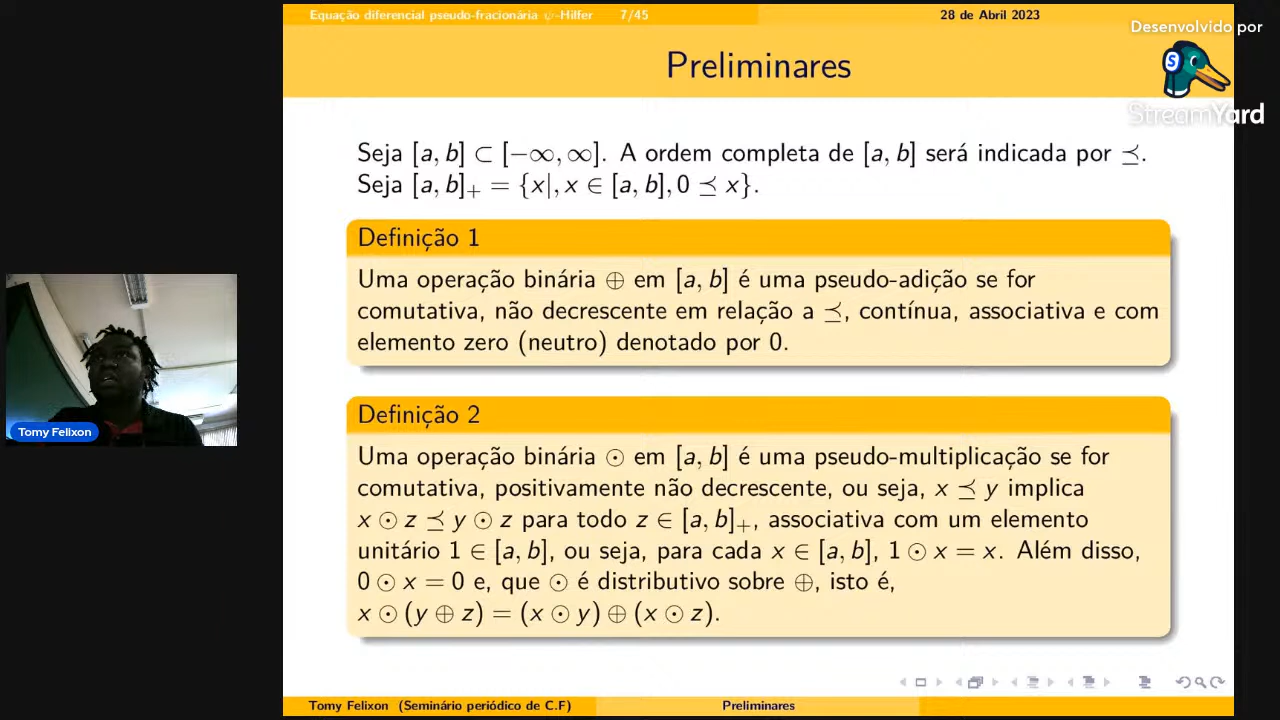 Equação diferencial pseudo-fracionária ψ-Hilfer 7/45 28 de Abril 2023
Desenvolvido por
StreamYard
Preliminares
Seja [a, b] ⊂ [−∞, ∞]. A ordem completa de [a, b] será indicada por ⪯.
Seja [a, b]₊ = {x|, x ∈ [a, b], 0 ⪯ x}.
Definição 1
Uma operação binária ⊕ em [a, b] é uma pseudo-adição se for
comutativa, não decrescente em relação a ⪯, contínua, associativa e com
elemento zero (neutro) denotado por 0.
Definição 2
Uma operação binária ⊙ em [a, b] é uma pseudo-multiplicação se for
comutativa, positivamente não decrescente, ou seja, x ⪯ y implica
x ⊙ z ⪯ y ⊙ z para todo z ∈ [a, b]₊, associativa com um elemento
unitário 1 ∈ [a, b], ou seja, para cada x ∈ [a, b], 1 ⊙ x = x. Além disso,
0 ⊙ x = 0 e, que ⊙ é distributivo sobre ⊕, isto é,
x ⊙ (y ⊕ z) = (x ⊙ y) ⊕ (x ⊙ z).
Tomy Felixon
Tomy Felixon (Seminário periódico de C.F) Preliminares